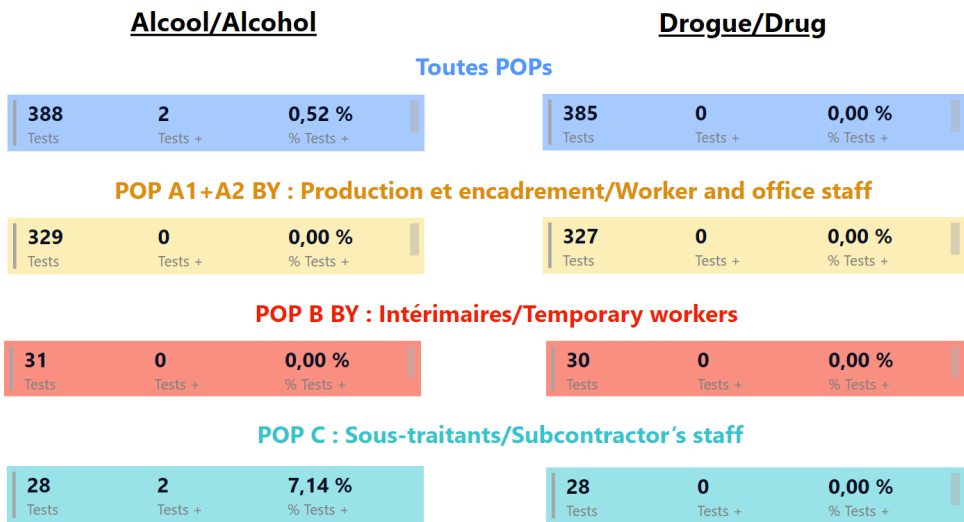 Alcool/Alcohol Drogue/Drug
Toutes POPs
388 2 0,52 % 385 0 0,00 %
Tests Tests + % Tests + Tests Tests + % Tests +
POP A1+A2 BY : Production et encadrement/Worker and office staff
329 0 0,00 % 327 0 0,00 %
Tests Tests + % Tests + Tests Tests + % Tests +
POP B BY : Intérimaires/Temporary workers
31 0 0,00 % 30 0 0,00 %
Tests Tests + % Tests + Tests Tests + % Tests +
POP C : Sous-traitants/Subcontractor’s staff
28 2 7,14 % 28 0 0,00 %
Tests Tests + % Tests + Tests Tests + % Tests +